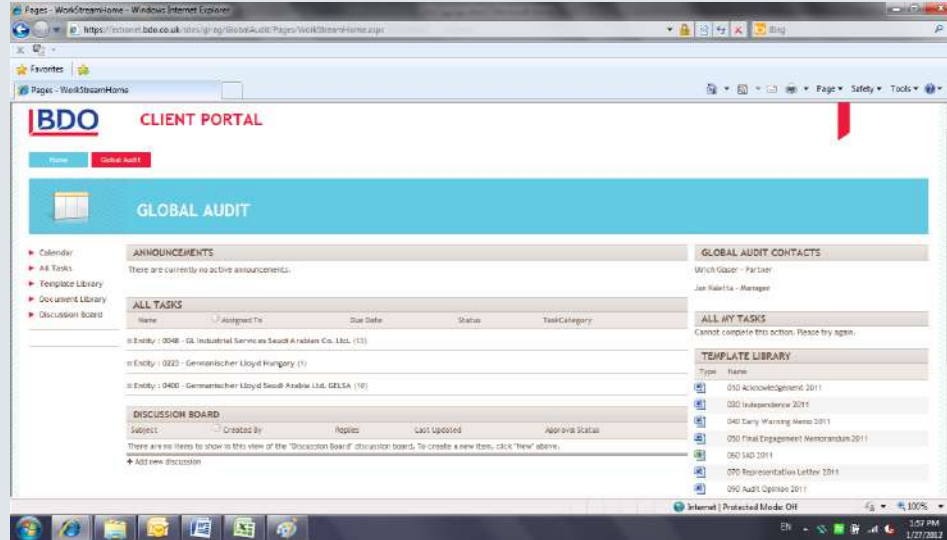 Pages - WorkStreamHome - Windows Internet Explorer
Bing
Favorites
Pages - WorkStreamHome
Page Safety Tools
BDO CLIENT PORTAL
Home Global Audit
GLOBAL AUDIT
Calendar
All Tasks
Template Library
Document Library
Discussion Board
ANNOUNCEMENTS
There are currently no active announcements.
ALL TASKS
Name Assigned To Due Date Status TaskCategory
Entity : 0048 - GL Industrial Services Saudi Arabian Co. Ltd. (13)
Entity : 0223 - Germanischer Lloyd Hungary (1)
Entity : 0400 - Germanischer Lloyd Saudi Arabia Ltd. GELSA (10)
DISCUSSION BOARD
Subject Created By Replies Last Updated Approval Status
There are no items to show in this view of the "Discussion Board" discussion board. To create a new item, click "New" above.
Add new discussion
GLOBAL AUDIT CONTACTS
- Partner
Jan - Manager
ALL MY TASKS
Cannot complete this action. Please try again.
TEMPLATE LIBRARY
Type Name
010 Acknowledgement 2011
020 Independence 2011
040 Early Warning Memo 2011
050 Final Engagement Memorandum 2011
060 SAD 2011
070 Representation Letter 2011
090 Audit Opinion 2011
Internet | Protected Mode: Off 100%
EN 1:57 PM
1/27/2012